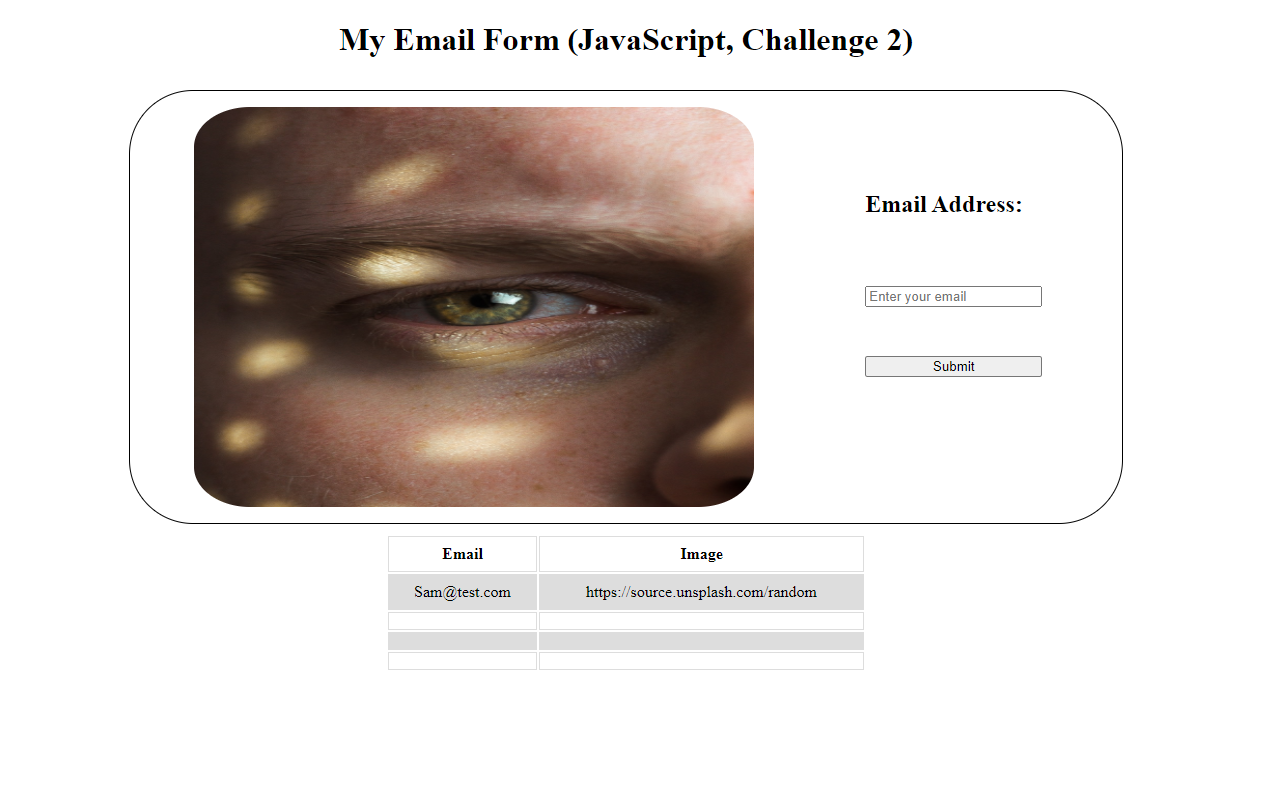 My Email Form (JavaScript, Challenge 2)
Email Address:
Enter your email
Submit
Email Image
Sam@test.com https://source.unsplash.com/random